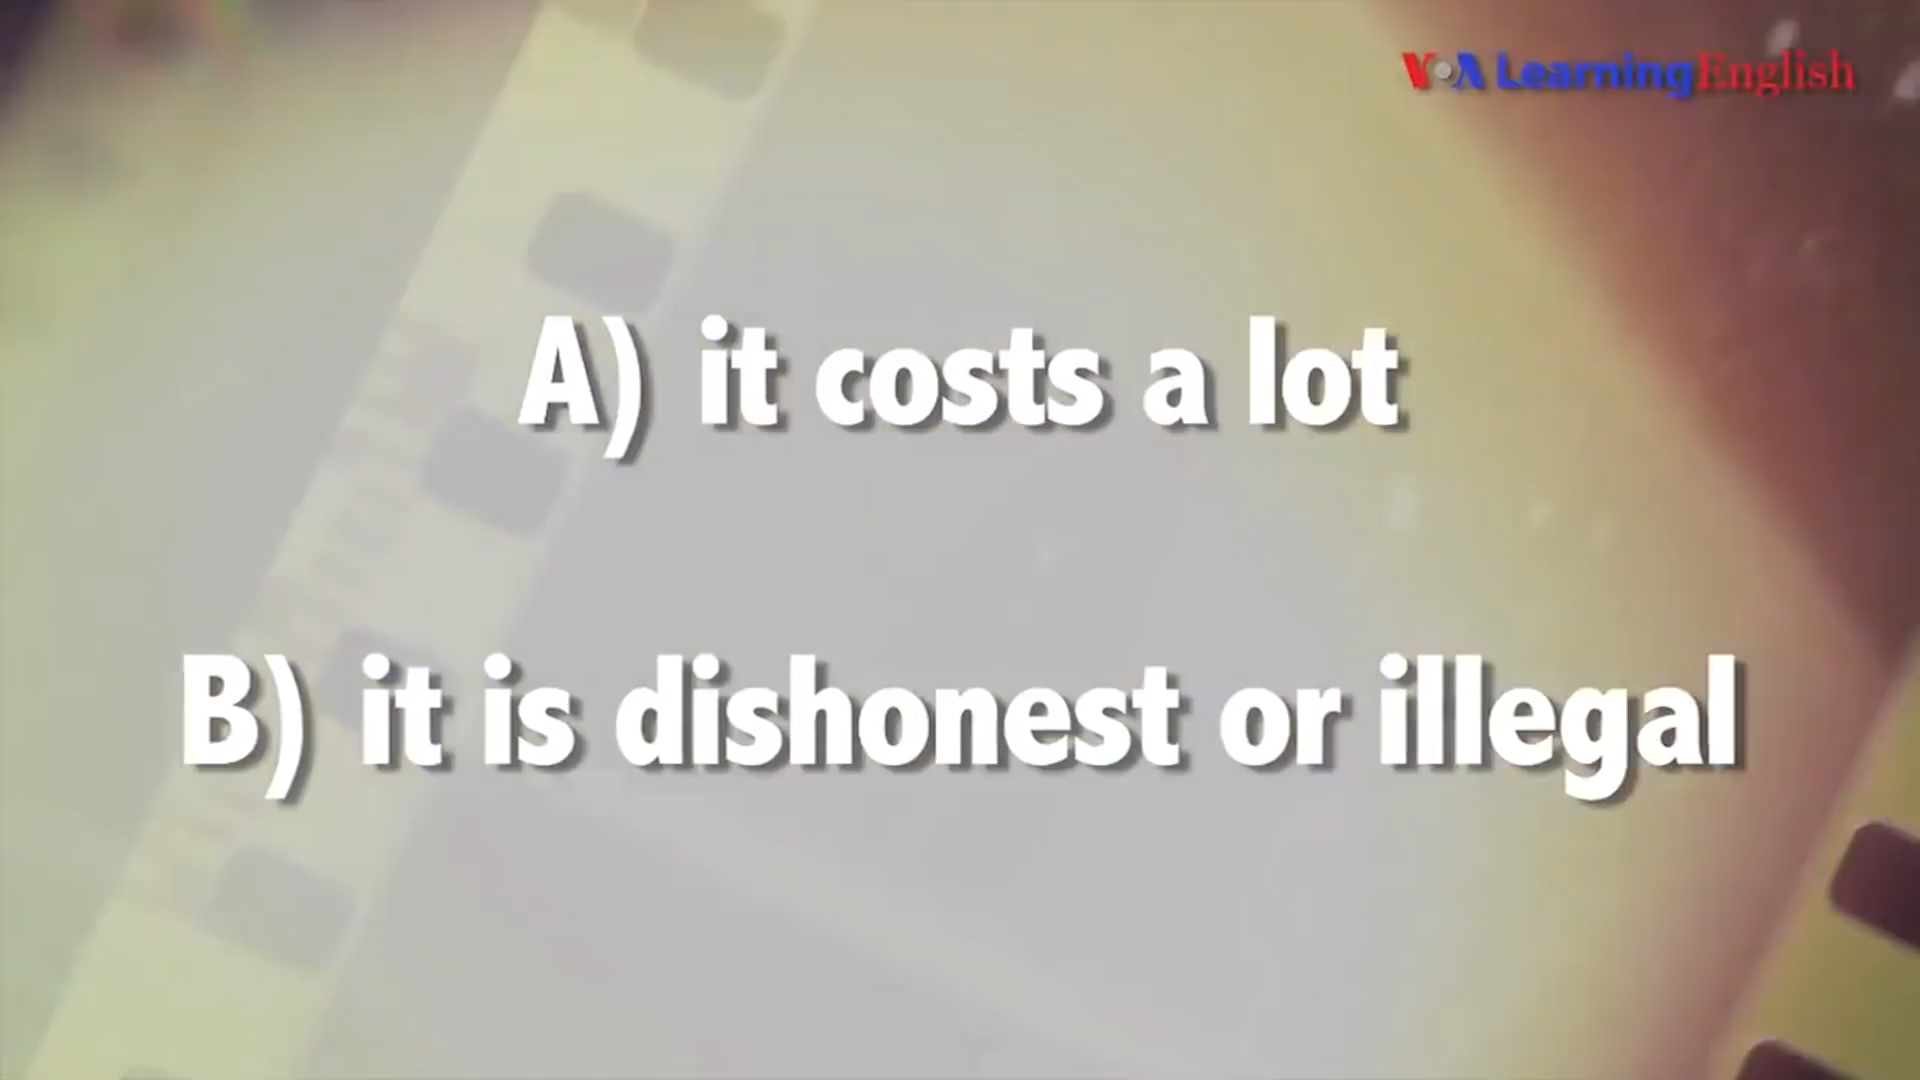 VOA Learning English
A) it costs a lot
B) it is dishonest or illegal